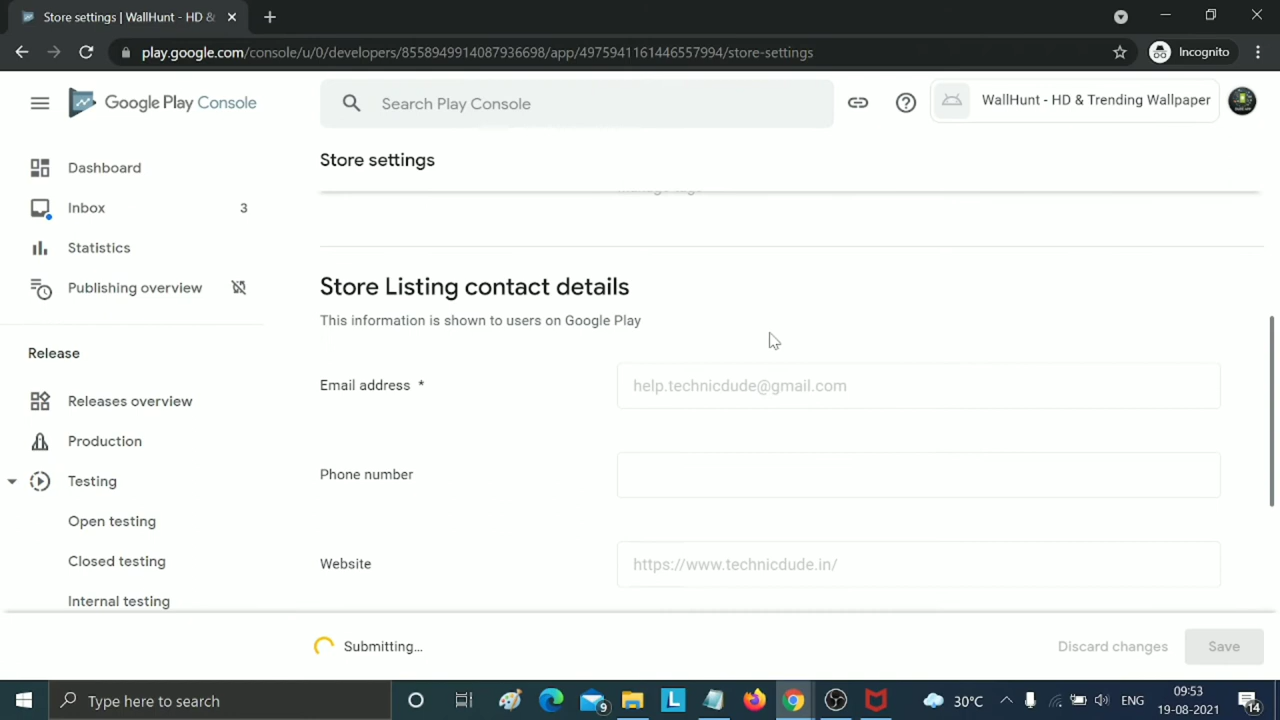 Store settings | WallHunt - HD &
play.google.com/console/u/0/developers/8558949914087936698/app/4975941161446557994/store-settings
Incognito
Google Play Console
Search Play Console
WallHunt - HD & Trending Wallpaper
Store settings
Manage tags
Dashboard
Inbox 3
Statistics
Publishing overview
Release
Releases overview
Production
Testing
Open testing
Closed testing
Internal testing
Store Listing contact details
This information is shown to users on Google Play
Email address *
help.technicdude@gmail.com
Phone number
Website
https://www.technicdude.in/
Submitting...
Discard changes
Save
Type here to search
9
L
30°C
ENG
09:53
19-08-2021
14